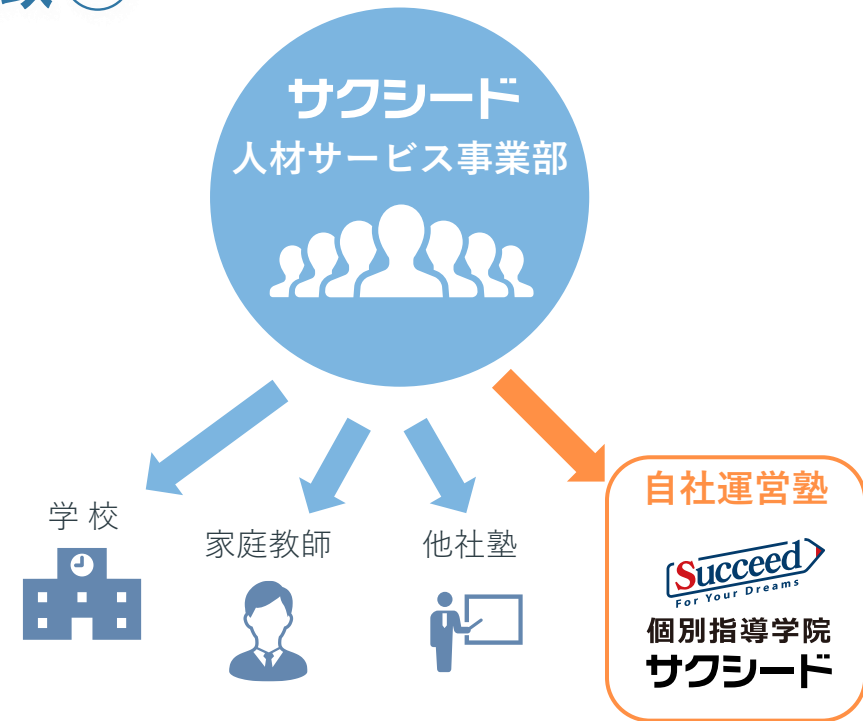 サクシード
人材サービス事業部
学校
家庭教師
他社塾
自社運営塾
Succeed
For Your Dreams
個別指導学院
サクシード